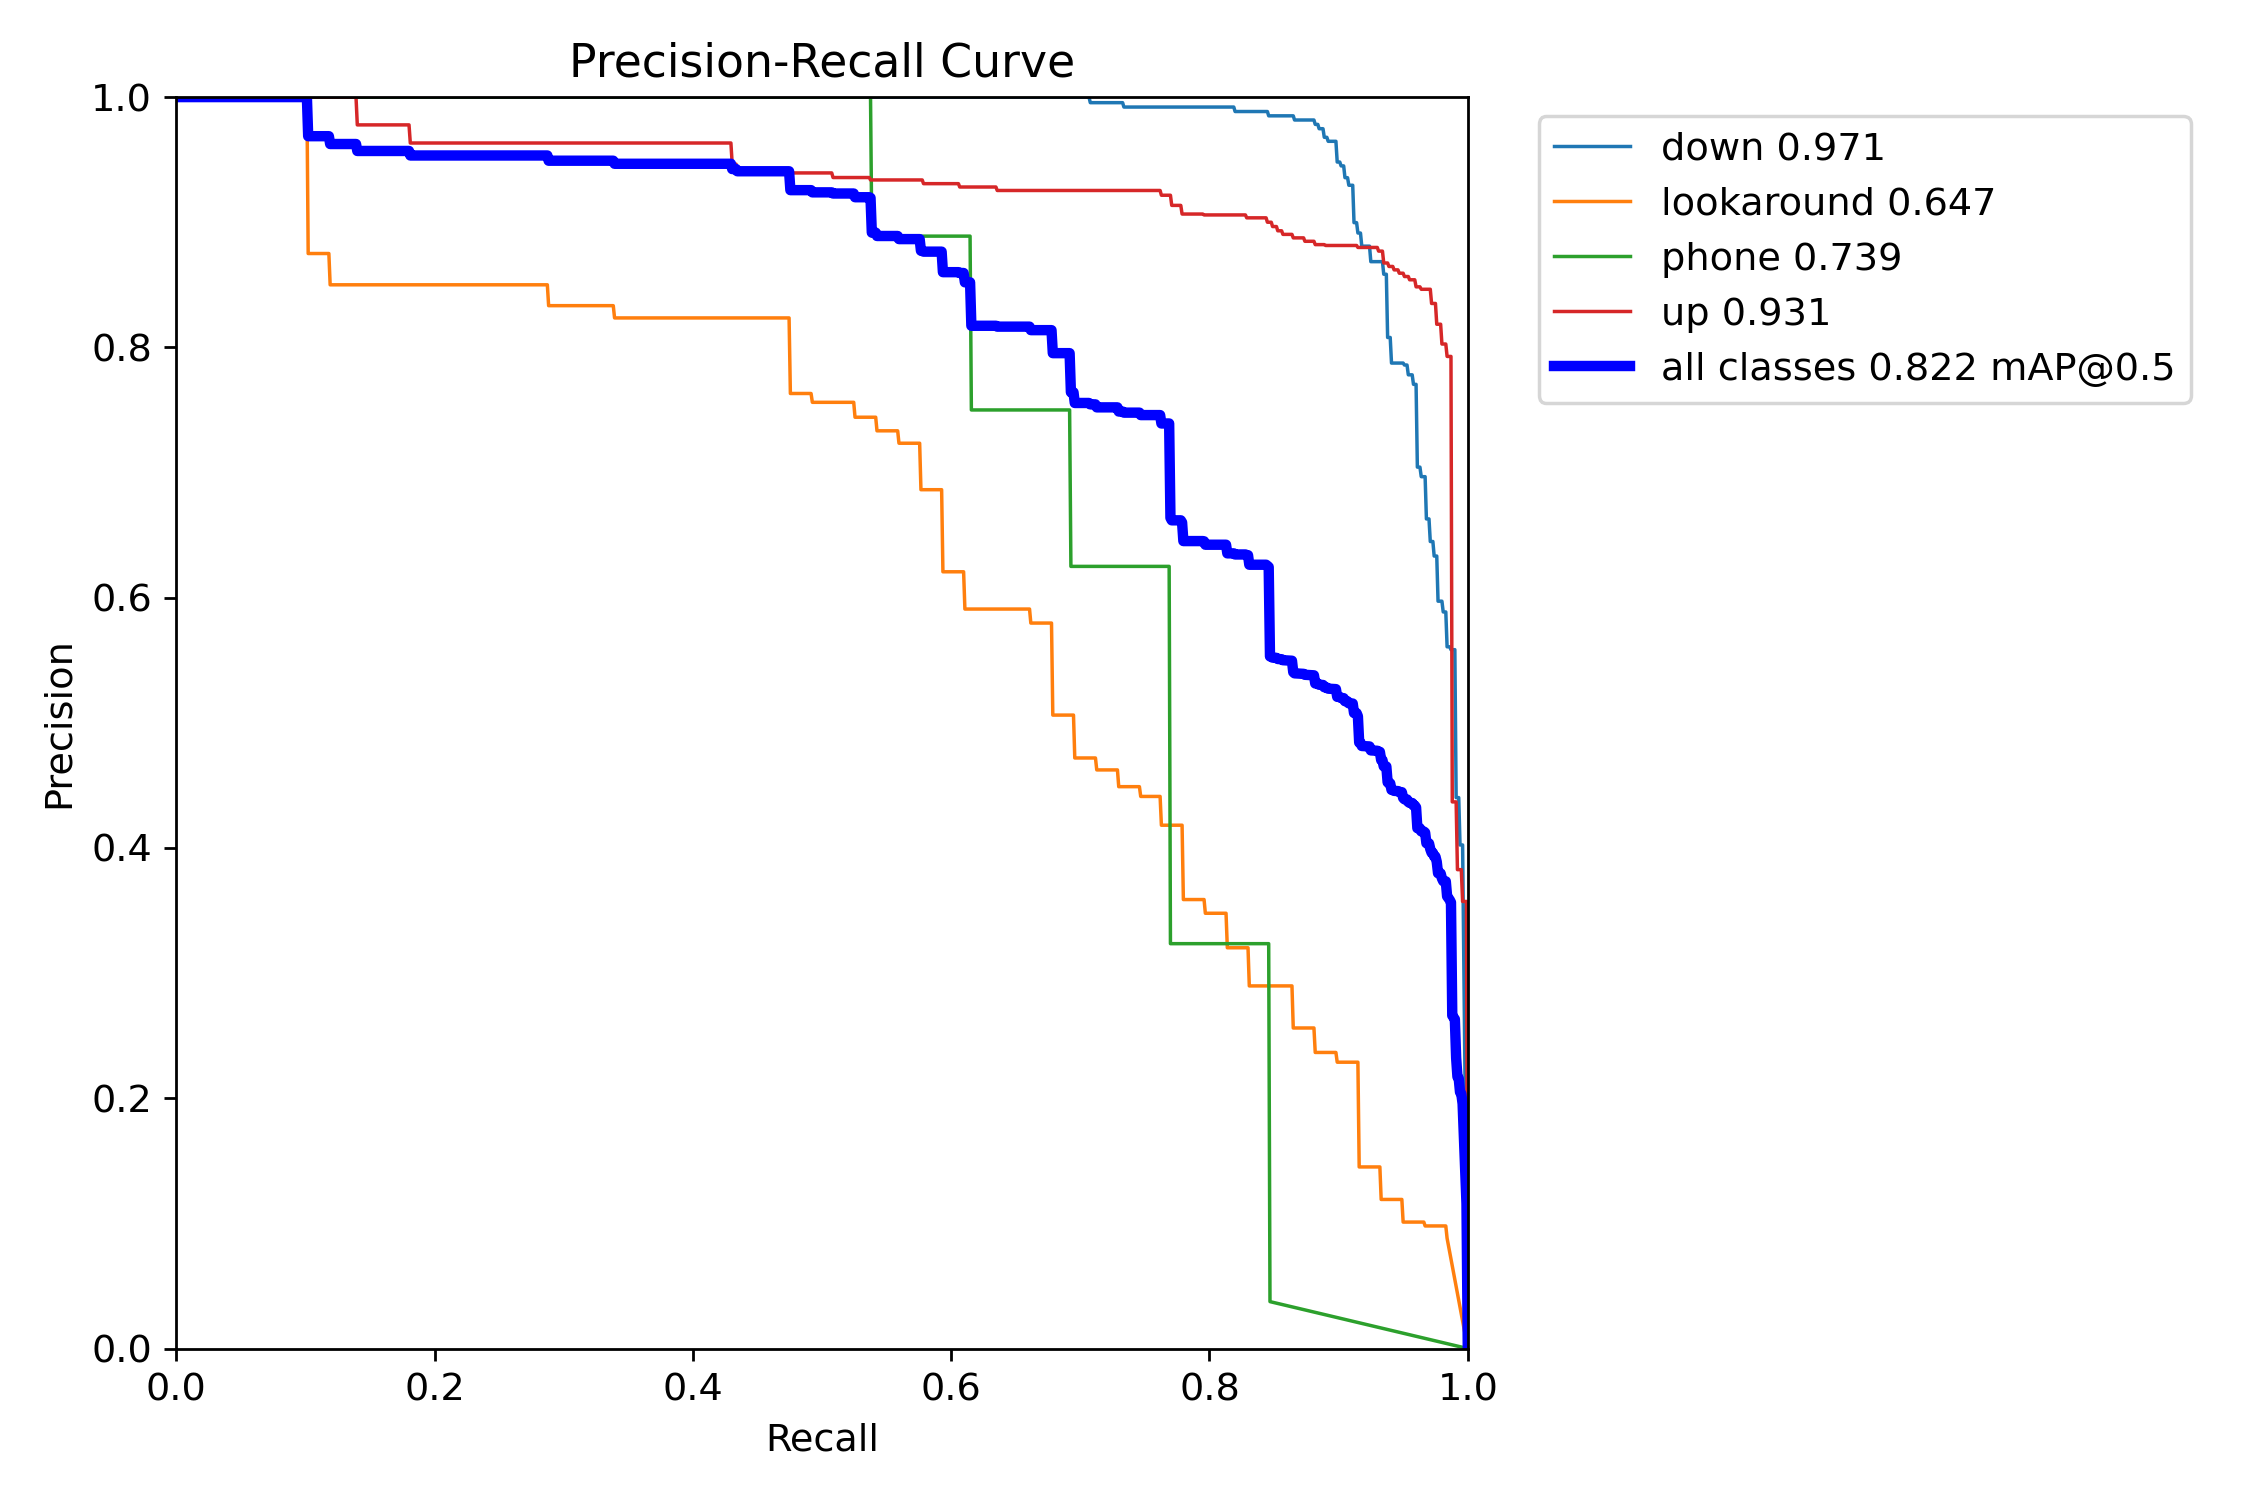 Precision-Recall Curve
1.0
0.8
0.6
0.4
0.2
0.0
Precision
0.0 0.2 0.4 0.6 0.8 1.0
Recall
down 0.971
lookaround 0.647
phone 0.739
up 0.931
all classes 0.822 mAP@0.5